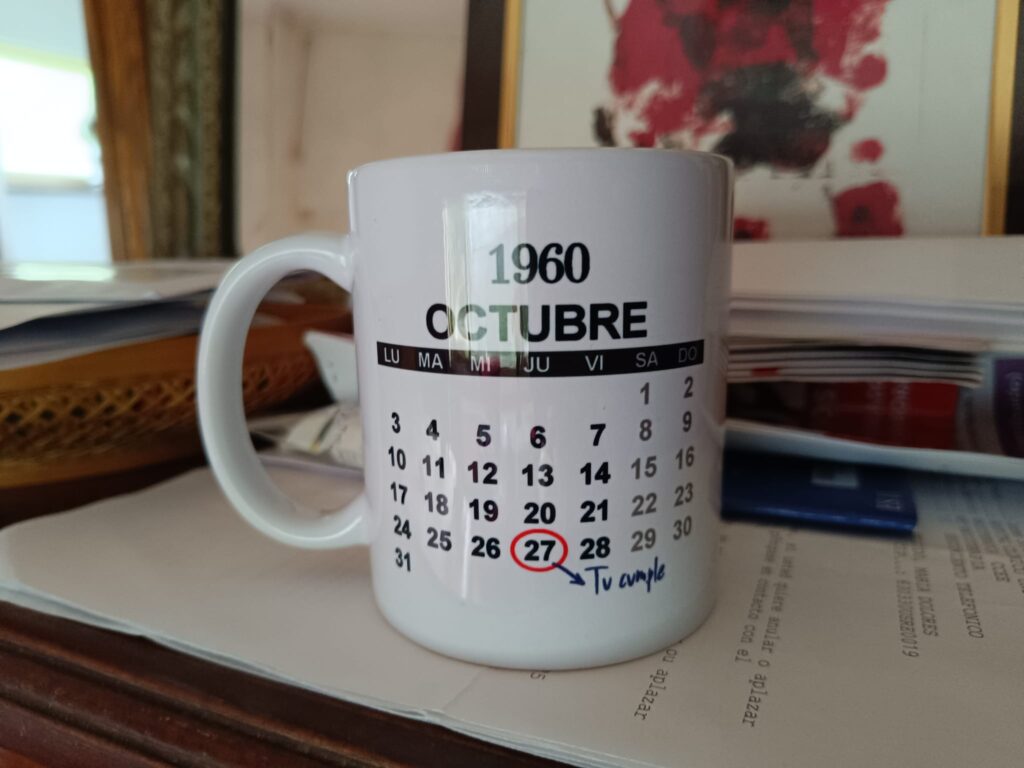 1960
OCTUBRE
LU MA MI JU VI SA DO
1 2
3 4 5 6 7 8 9
10 11 12 13 14 15 16
17 18 19 20 21 22 23
24 25 26 27 28 29 30
31
Tu cumple
ou aplazar